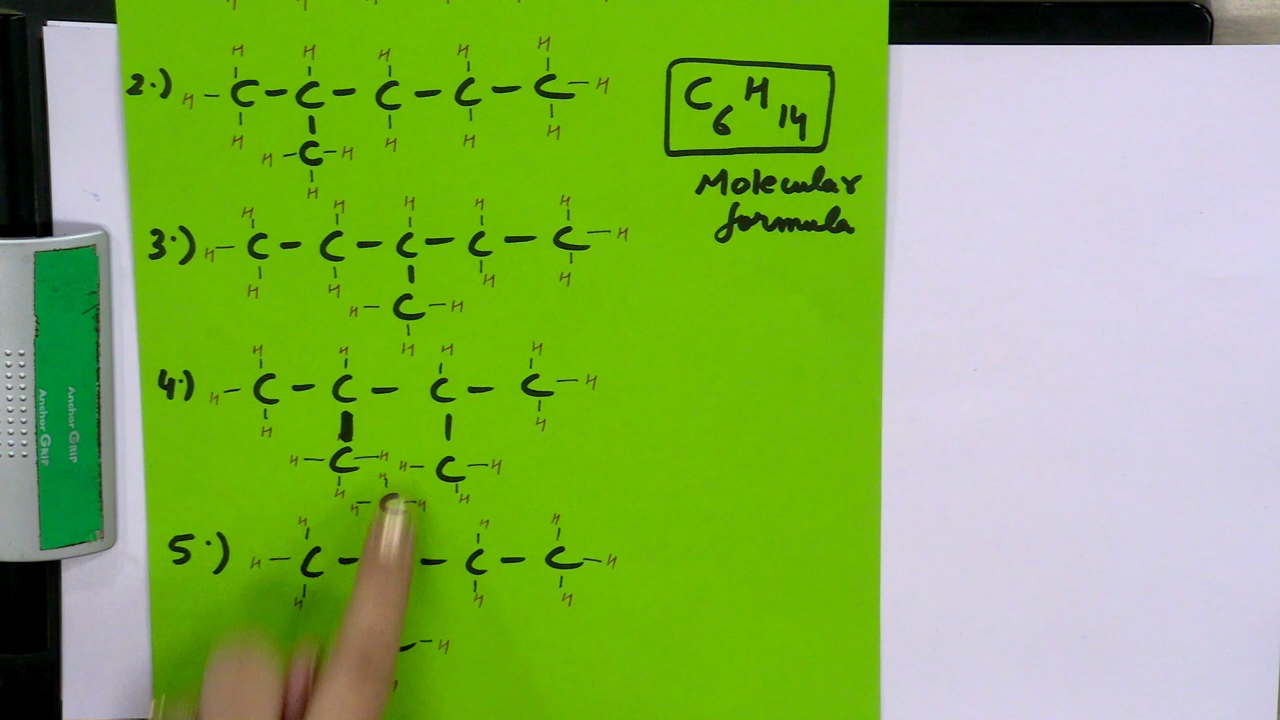 H H H H H
2.) H - C - C - C - C - C - H
H H H H
H - C - H
H
C6H14
Molecular
formula
H H H H H
3.) H - C - C - C - C - C - H
H H H H
H - C - H
H
H H H H
4.) H - C - C - C - C - H
H H
H - C - H H - C - H
H H
H
H - C - H
H H H
5.) H - C - - C - C - H
H H H
- H
Anchor GRIP
Anchor GRIP